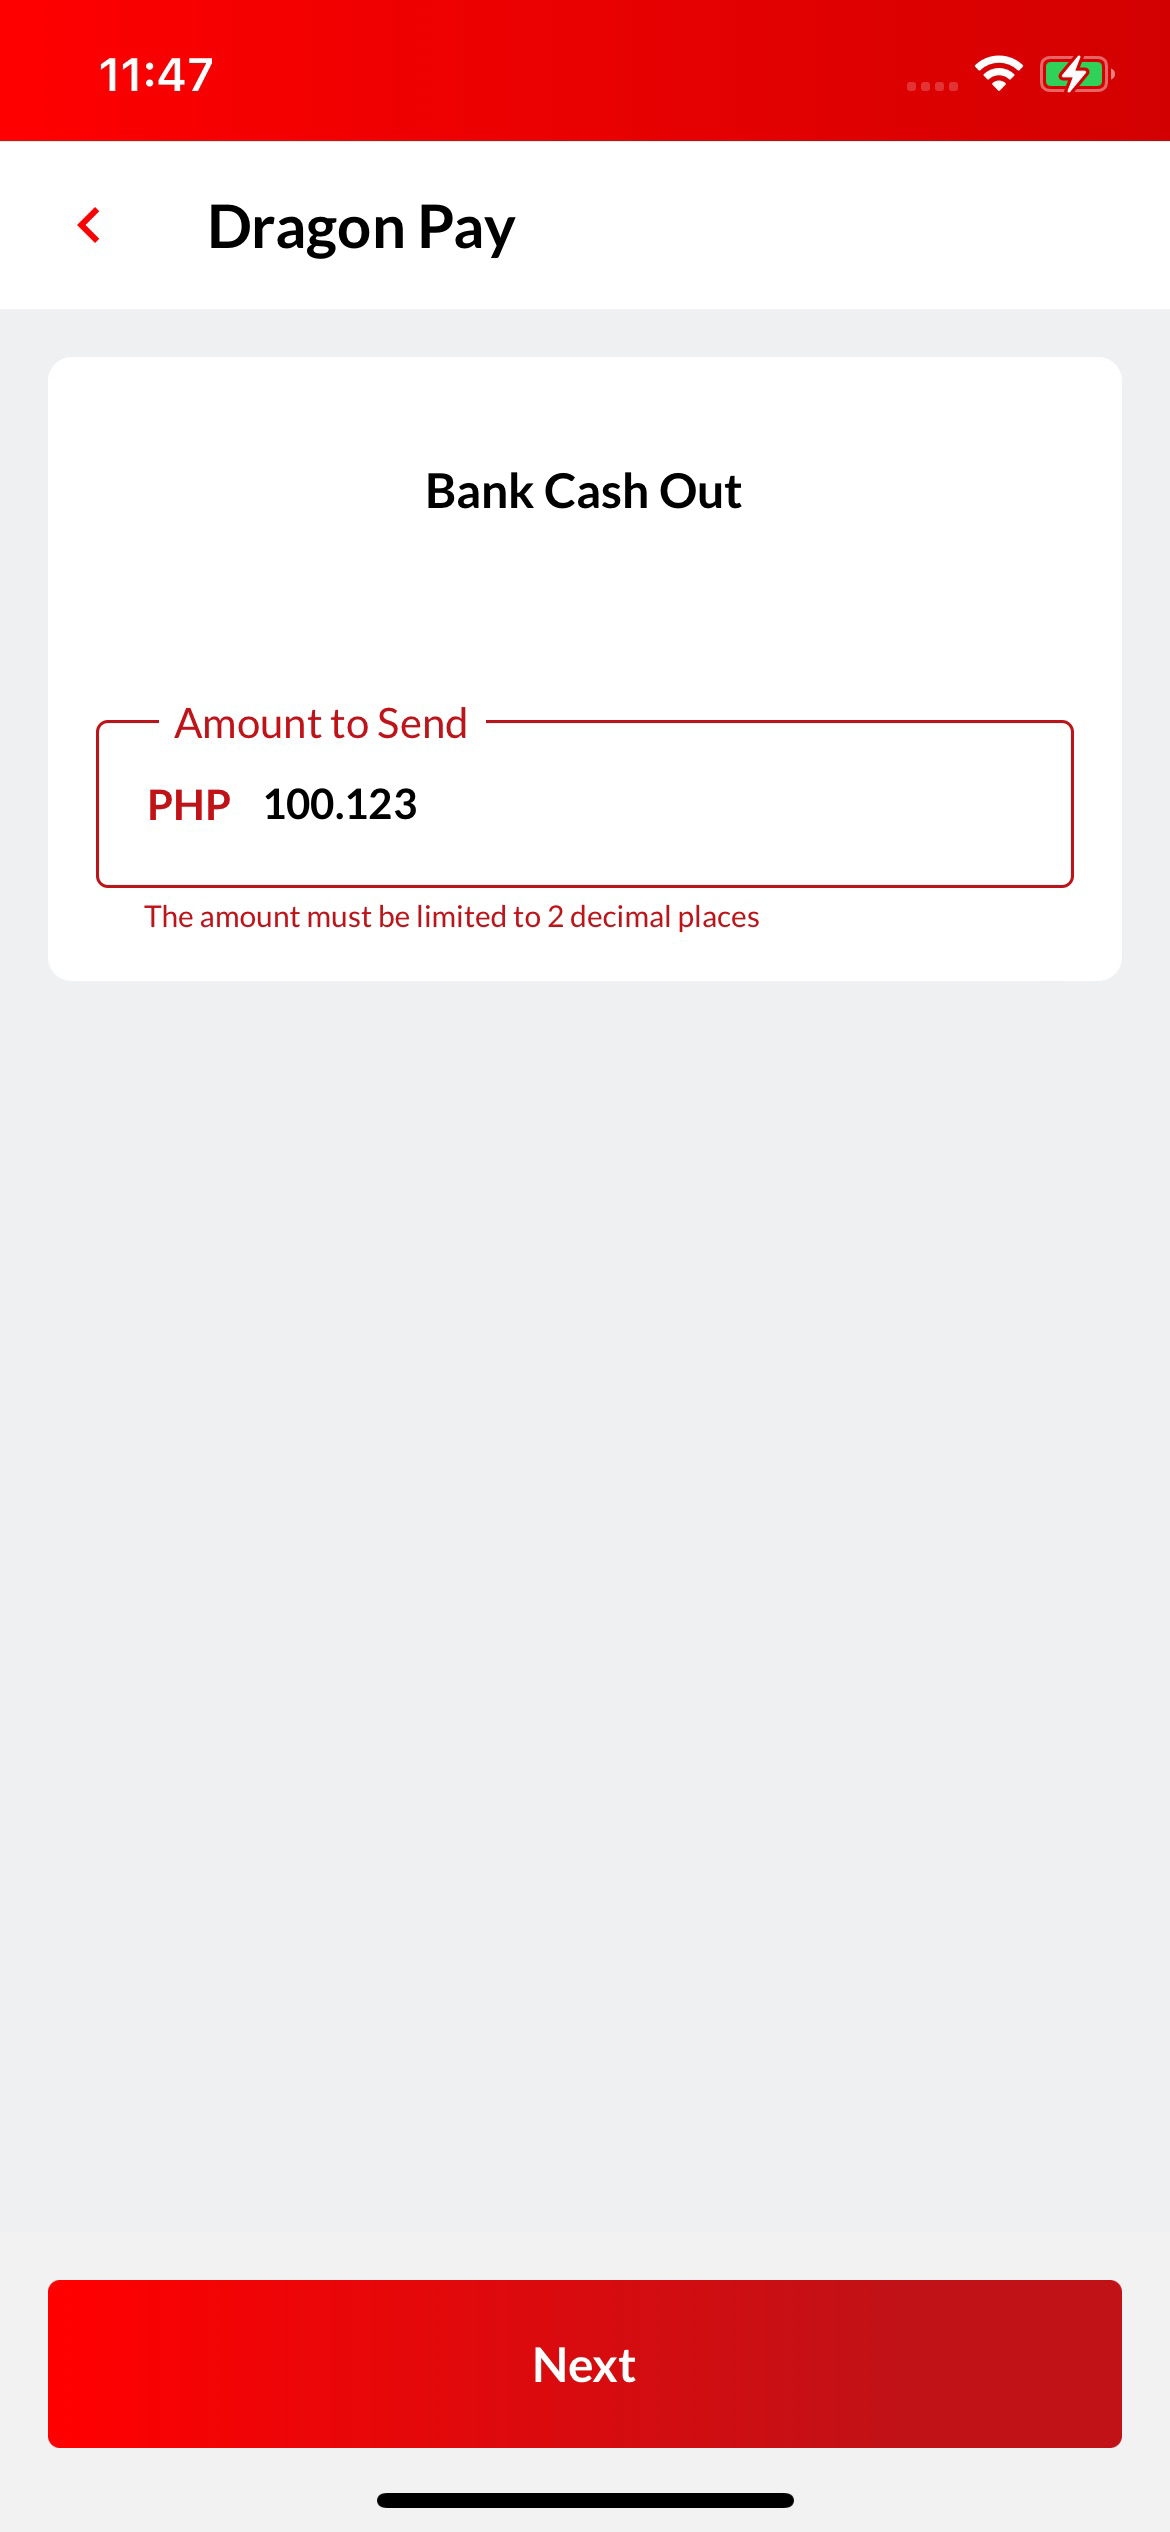 11:47
Dragon Pay
Bank Cash Out
Amount to Send
PHP 100.123
The amount must be limited to 2 decimal places
Next